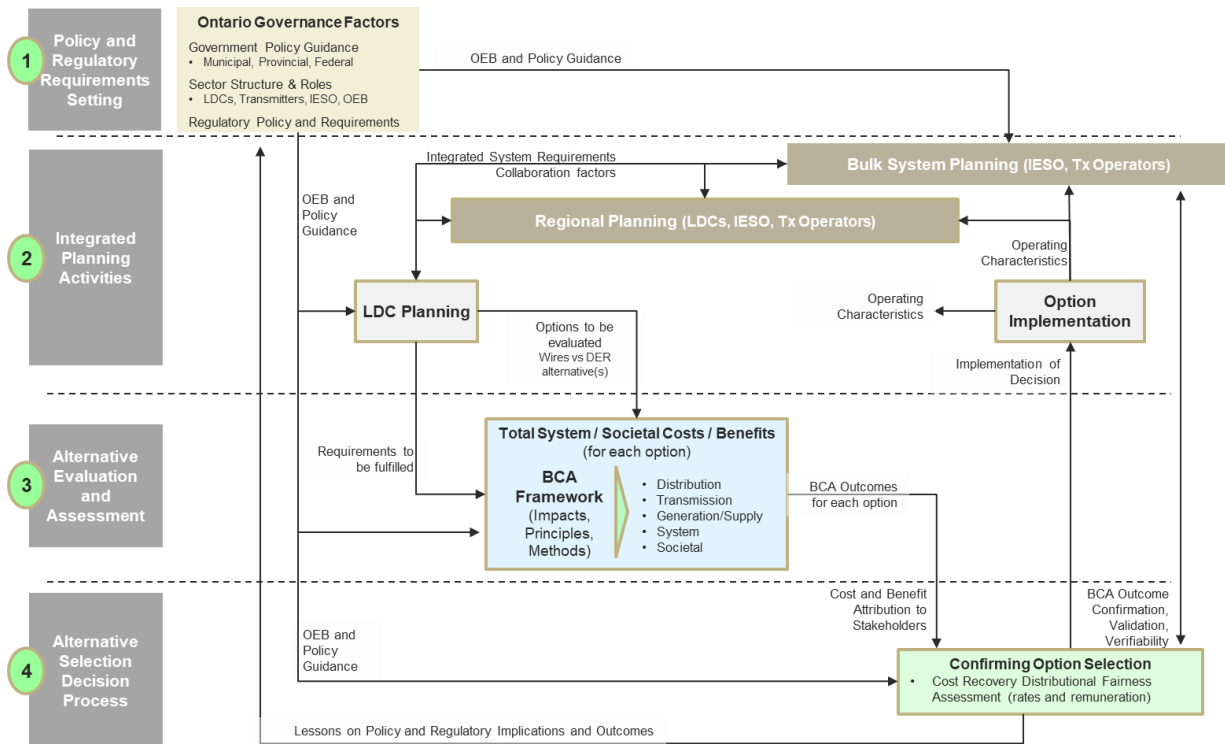 1
Policy and
Regulatory
Requirements
Setting
Ontario Governance Factors
Government Policy Guidance
• Municipal, Provincial, Federal
Sector Structure & Roles
• LDCs, Transmitters, IESO, OEB
Regulatory Policy and Requirements
OEB and Policy Guidance
2
Integrated
Planning
Activities
OEB and
Policy
Guidance
Integrated System Requirements
Collaboration factors
Bulk System Planning (IESO, Tx Operators)
Regional Planning (LDCs, IESO, Tx Operators)
Operating
Characteristics
LDC Planning
Operating
Characteristics
Option
Implementation
Options to be
evaluated
Wires vs DER
alternative(s)
Implementation of
Decision
3
Alternative
Evaluation
and
Assessment
Requirements to
be fulfilled
Total System / Societal Costs / Benefits
(for each option)
BCA
Framework
(Impacts,
Principles,
Methods)
• Distribution
• Transmission
• Generation/Supply
• System
• Societal
BCA Outcomes
for each option
4
Alternative
Selection
Decision
Process
OEB and
Policy
Guidance
Cost and Benefit
Attribution to
Stakeholders
BCA Outcome
Confirmation,
Validation,
Verifiability
Confirming Option Selection
• Cost Recovery Distributional Fairness
Assessment (rates and remuneration)
Lessons on Policy and Regulatory Implications and Outcomes